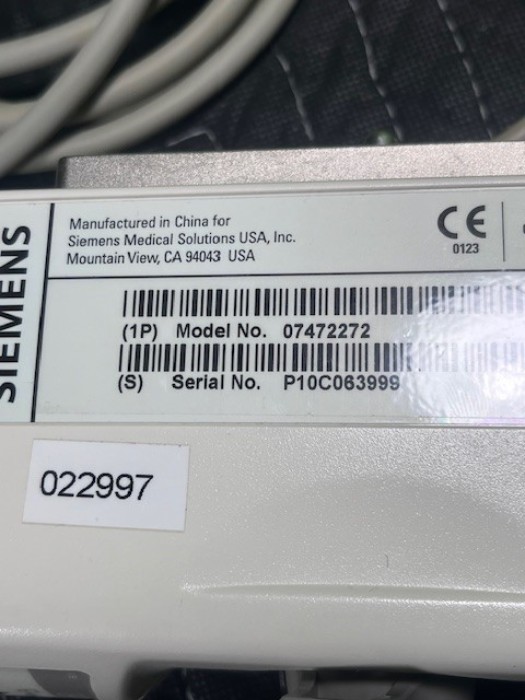 SIEMENS
Manufactured in China for
Siemens Medical Solutions USA, Inc.
Mountain View, CA 94043 USA
CE
0123
(1P) Model No. 07472272
(S) Serial No. P10C063999
022997